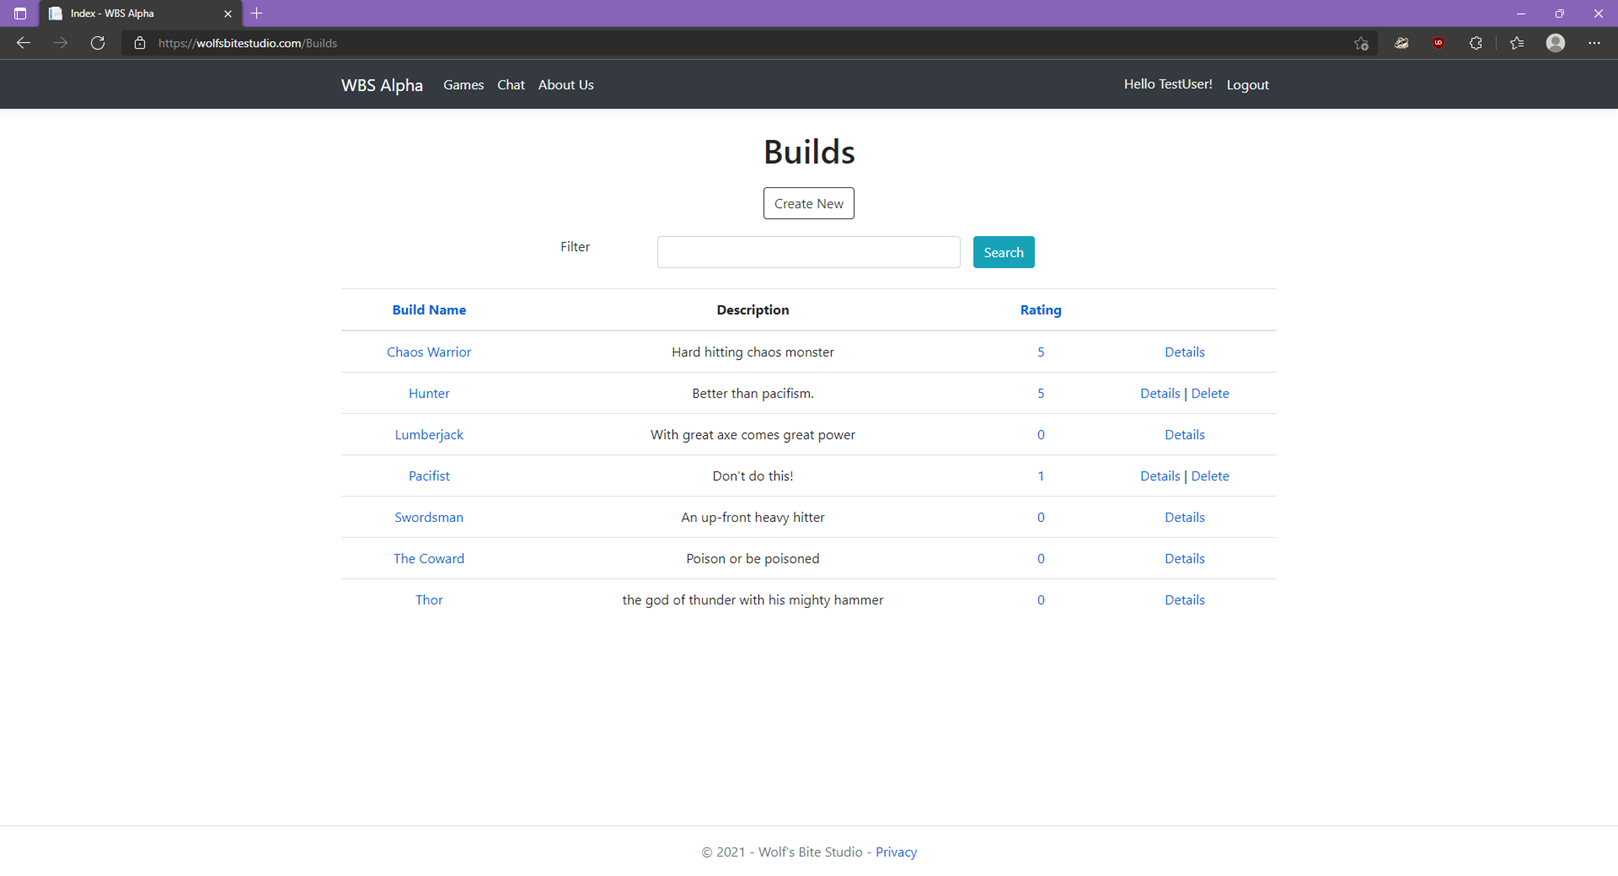 Index - WBS Alpha
https://wolfsbitestudio.com/Builds
WBS Alpha Games Chat About Us Hello TestUser! Logout
Builds
Create New
Filter Search
Build Name Description Rating
Chaos Warrior Hard hitting chaos monster 5 Details
Hunter Better than pacifism. 5 Details | Delete
Lumberjack With great axe comes great power 0 Details
Pacifist Don't do this! 1 Details | Delete
Swordsman An up-front heavy hitter 0 Details
The Coward Poison or be poisoned 0 Details
Thor the god of thunder with his mighty hammer 0 Details
© 2021 - Wolf's Bite Studio - Privacy